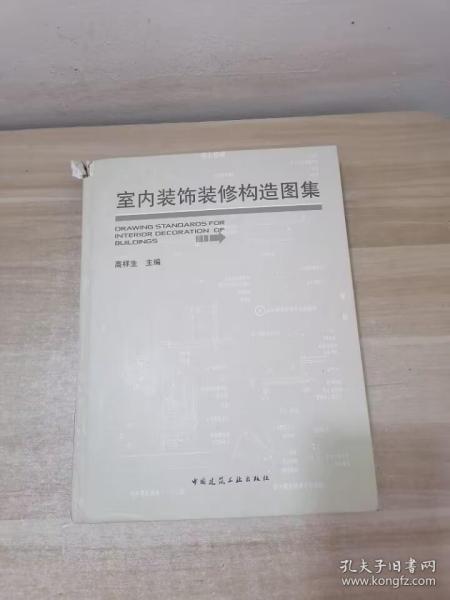 室内装饰装修构造图集
DRAWING STANDARDS FOR
INTERIOR DECORATION OF
BUILDINGS
高祥生 主编
中国建筑工业出版社
孔夫子旧书网
www.kongfz.com